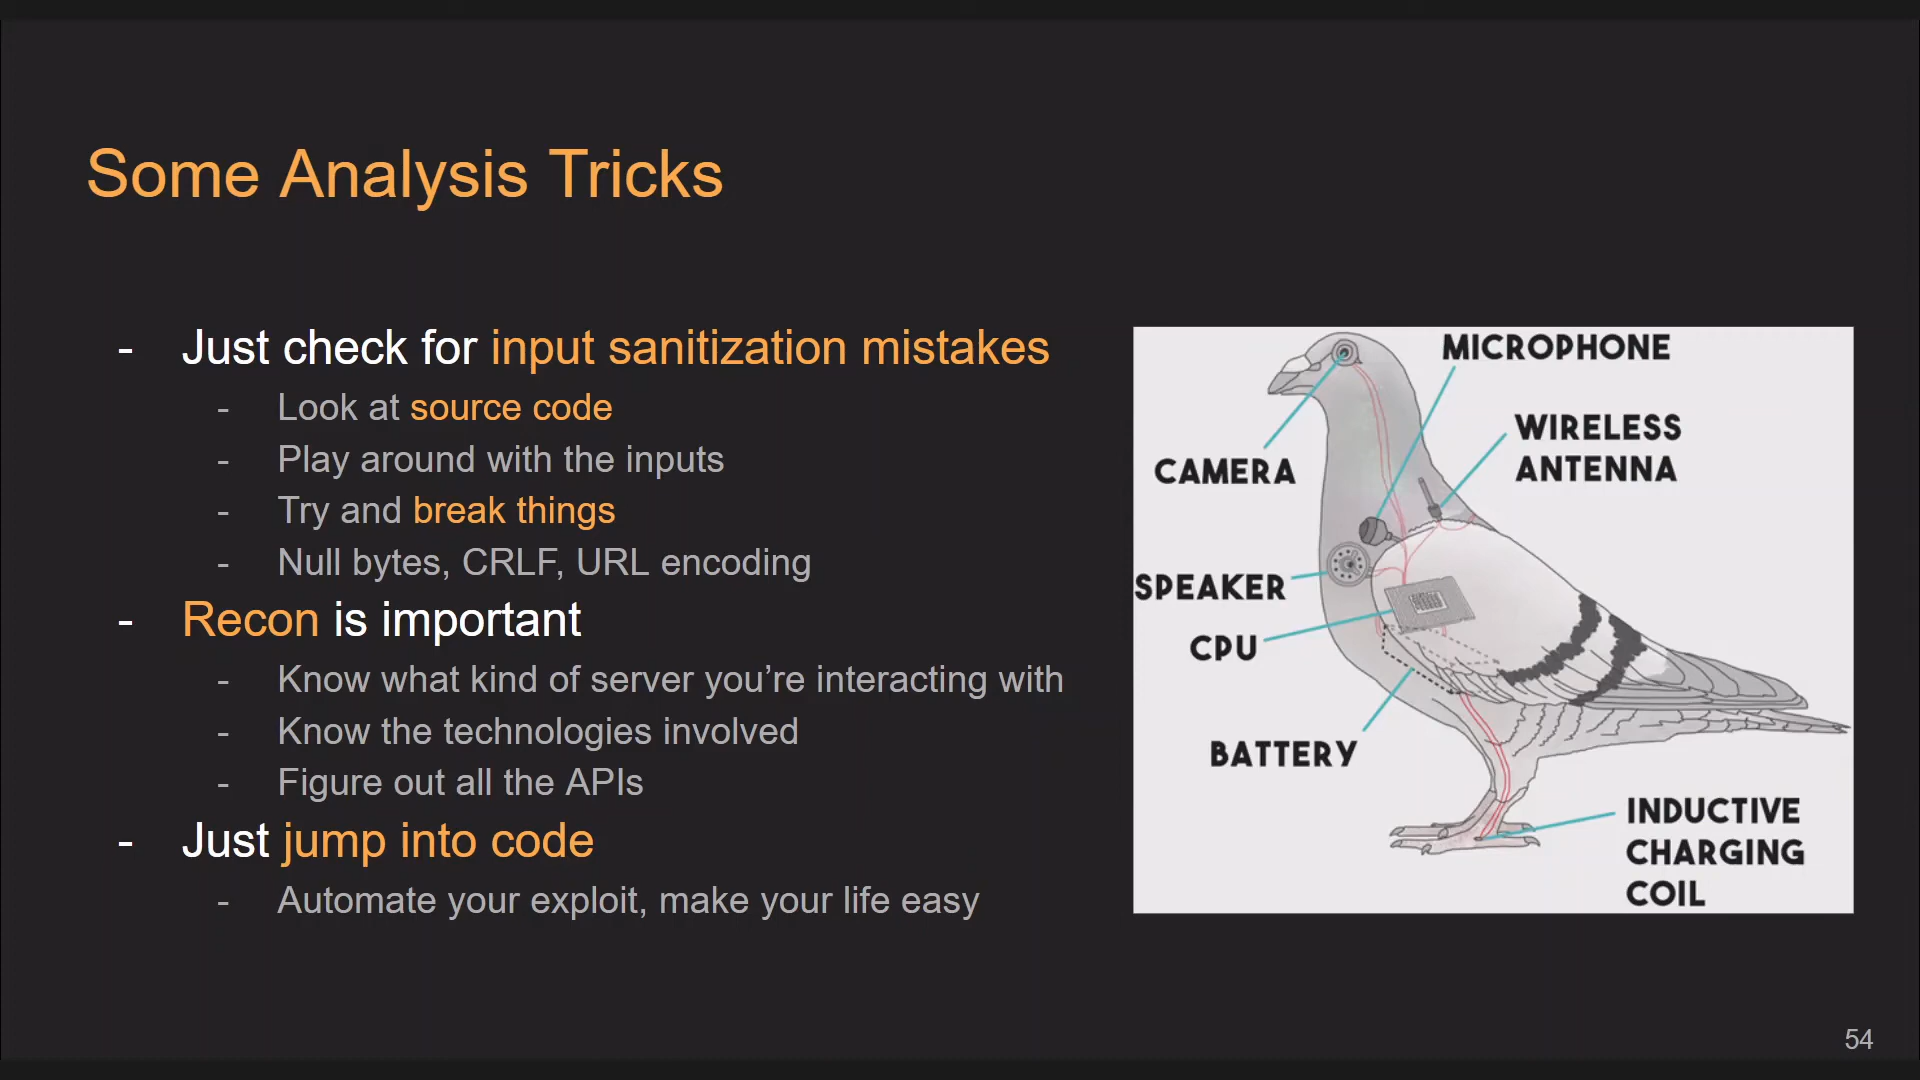 Some Analysis Tricks
- Just check for input sanitization mistakes
- Look at source code
- Play around with the inputs
- Try and break things
- Null bytes, CRLF, URL encoding
- Recon is important
- Know what kind of server you’re interacting with
- Know the technologies involved
- Figure out all the APIs
- Just jump into code
- Automate your exploit, make your life easy
MICROPHONE
WIRELESS
ANTENNA
CAMERA
SPEAKER
CPU
BATTERY
INDUCTIVE
CHARGING
COIL
54